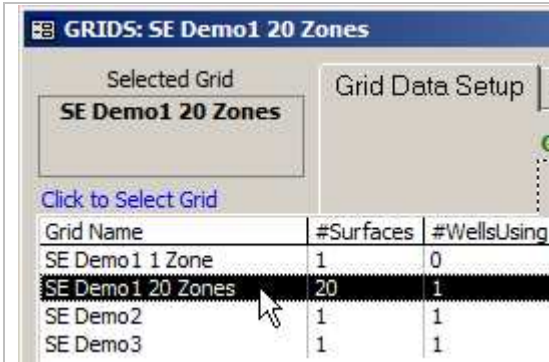 GRIDS: SE Demo1 20 Zones
Selected Grid
SE Demo1 20 Zones
Grid Data Setup
Click to Select Grid
Grid Name #Surfaces #WellsUsing
SE Demo1 1 Zone 1 0
SE Demo1 20 Zones 20 1
SE Demo2 1 1
SE Demo3 1 1